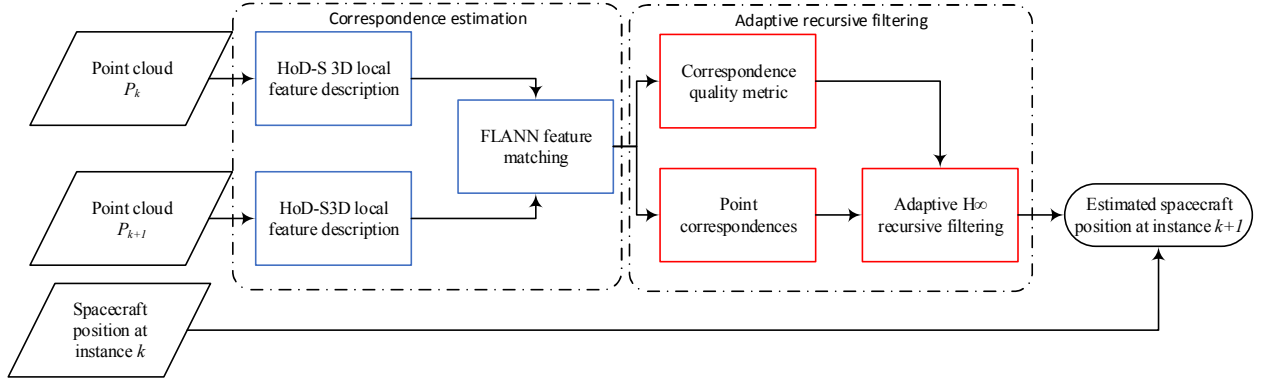 Correspondence estimation
Adaptive recursive filtering
Point cloud
Pk
HoD-S 3D local
feature description
FLANN feature
matching
Correspondence
quality metric
Point cloud
Pk+1
HoD-S3D local
feature description
Point
correspondences
Adaptive H∞
recursive filtering
Estimated spacecraft
position at instance k+1
Spacecraft
position at
instance k